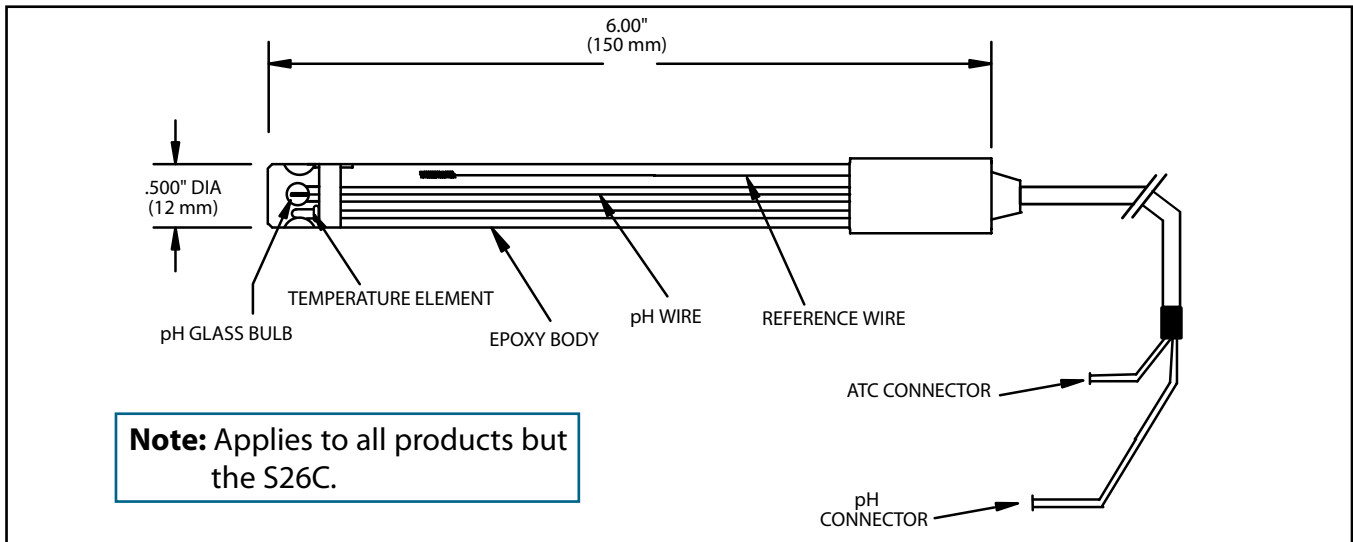 6.00"
(150 mm)
.500" DIA
(12 mm)
TEMPERATURE ELEMENT
pH GLASS BULB
EPOXY BODY
pH WIRE
REFERENCE WIRE
ATC CONNECTOR
Note: Applies to all products but
the S26C.
pH
CONNECTOR